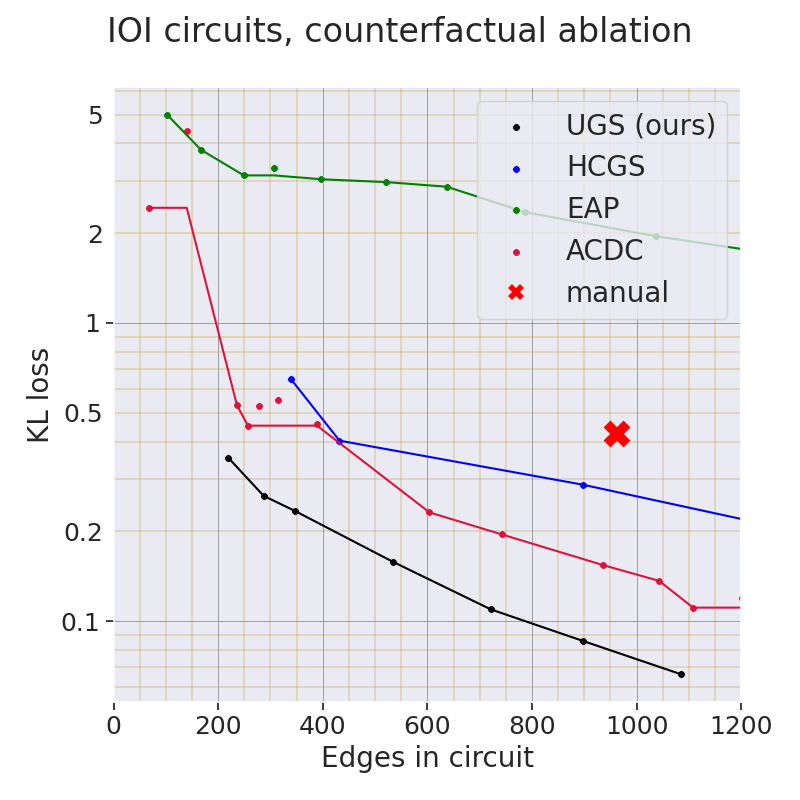 IOI circuits, counterfactual ablation
UGS (ours)
HCGS
EAP
ACDC
manual
KL loss
5
2
1
0.5
0.2
0.1
0 200 400 600 800 1000 1200
Edges in circuit